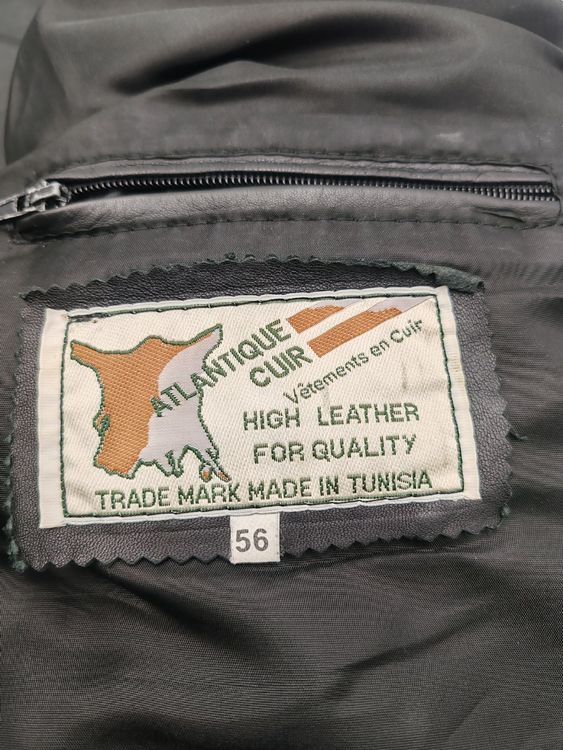 ATLANTIQUE
CUIR
Vêtements en Cuir
HIGH LEATHER
FOR QUALITY
TRADE MARK MADE IN TUNISIA
56